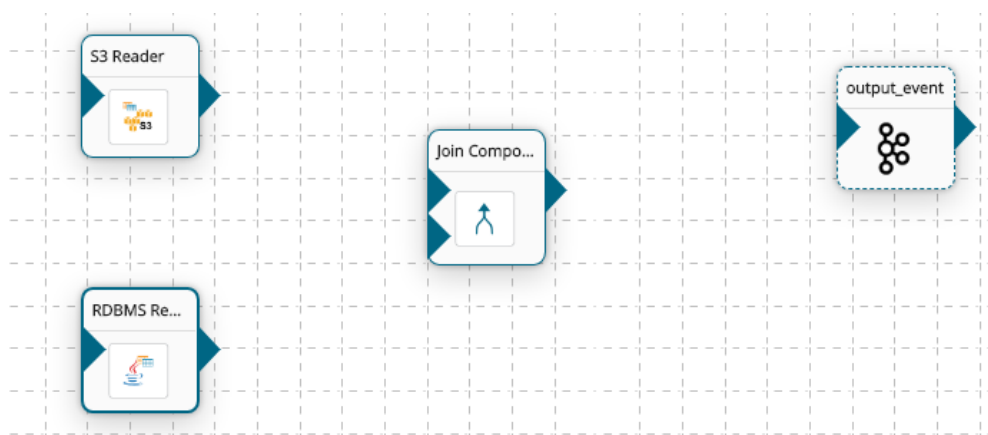 S3 Reader
S3
output_event
Join Compo...
RDBMS Re...